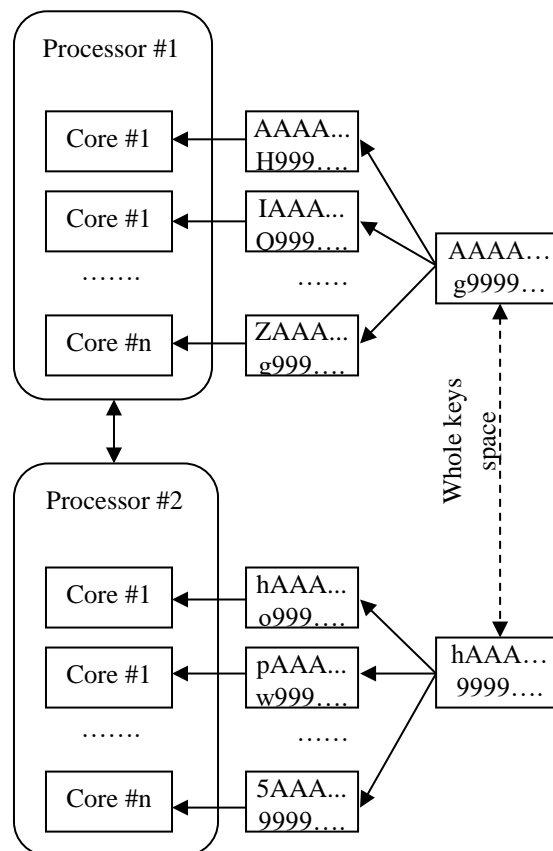 Processor #1
Core #1
AAAA...
H999....
Core #1
IAAA...
O999....
…….
……
Core #n
ZAAA...
g999….
AAAA…
g9999…
Whole keys
space
Processor #2
Core #1
hAAA...
o999….
Core #1
pAAA...
w999….
…….
……
Core #n
5AAA...
9999….
hAAA…
9999….